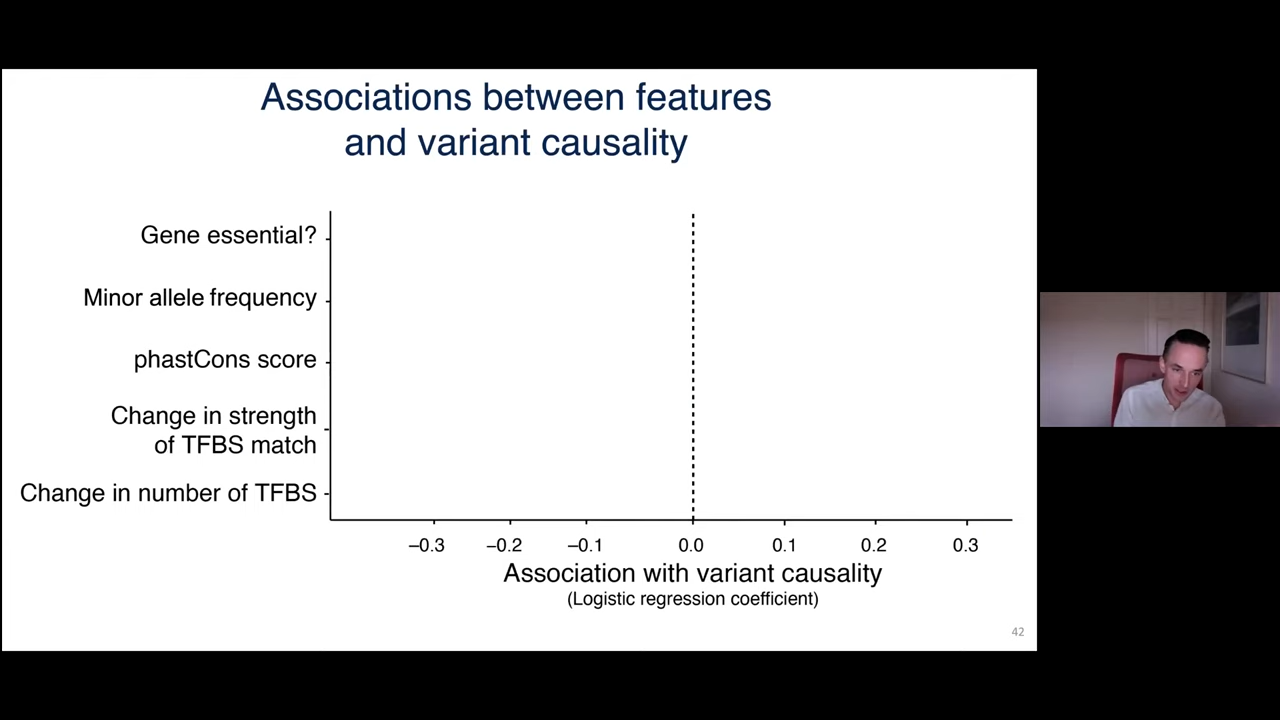 Associations between features
and variant causality
Gene essential?
Minor allele frequency
phastCons score
Change in strength
of TFBS match
Change in number of TFBS
–0.3 –0.2 –0.1 0.0 0.1 0.2 0.3
Association with variant causality
(Logistic regression coefficient)
42